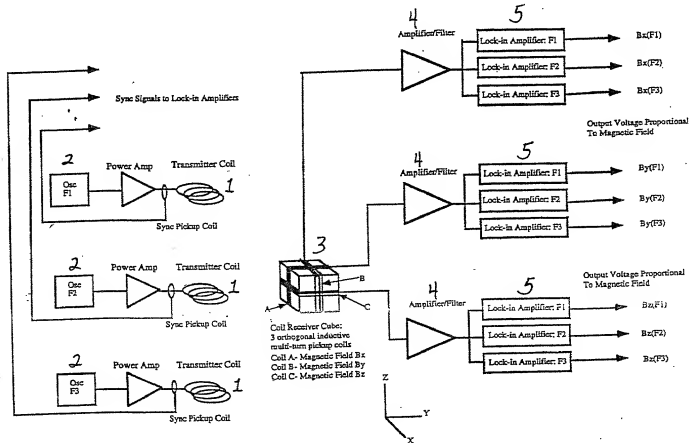 4
5
Amplifier/Filter
Lock-in Amplifier: F1
Bx(F1)
Lock-in Amplifier: F2
Bx(F2)
Lock-in Amplifier: F3
Bx(F3)
Sync Signals to Lock-in Amplifiers
Output Voltage Proportional
To Magnetic Field
2
Power Amp
Transmitter Coil
Osc
F1
1
Sync Pickup Coil
4
5
Amplifier/Filter
Lock-in Amplifier: F1
By(F1)
Lock-in Amplifier: F2
By(F2)
Lock-in Amplifier: F3
By(F3)
2
Power Amp
Transmitter Coil
Osc
F2
1
Sync Pickup Coil
3
A
B
C
Coil Receiver Cube:
3 orthogonal inductive
multi-turn pickup coils
Coil A- Magnetic Field Bx
Coil B- Magnetic Field By
Coil C- Magnetic Field Bz
Output Voltage Proportional
To Magnetic Field
4
5
Amplifier/Filter
Lock-in Amplifier: F1
Bz(F1)
Lock-in Amplifier: F2
Bz(F2)
Lock-in Amplifier: F3
Bz(F3)
2
Power Amp
Transmitter Coil
Osc
F3
1
Sync Pickup Coil
Z
Y
X